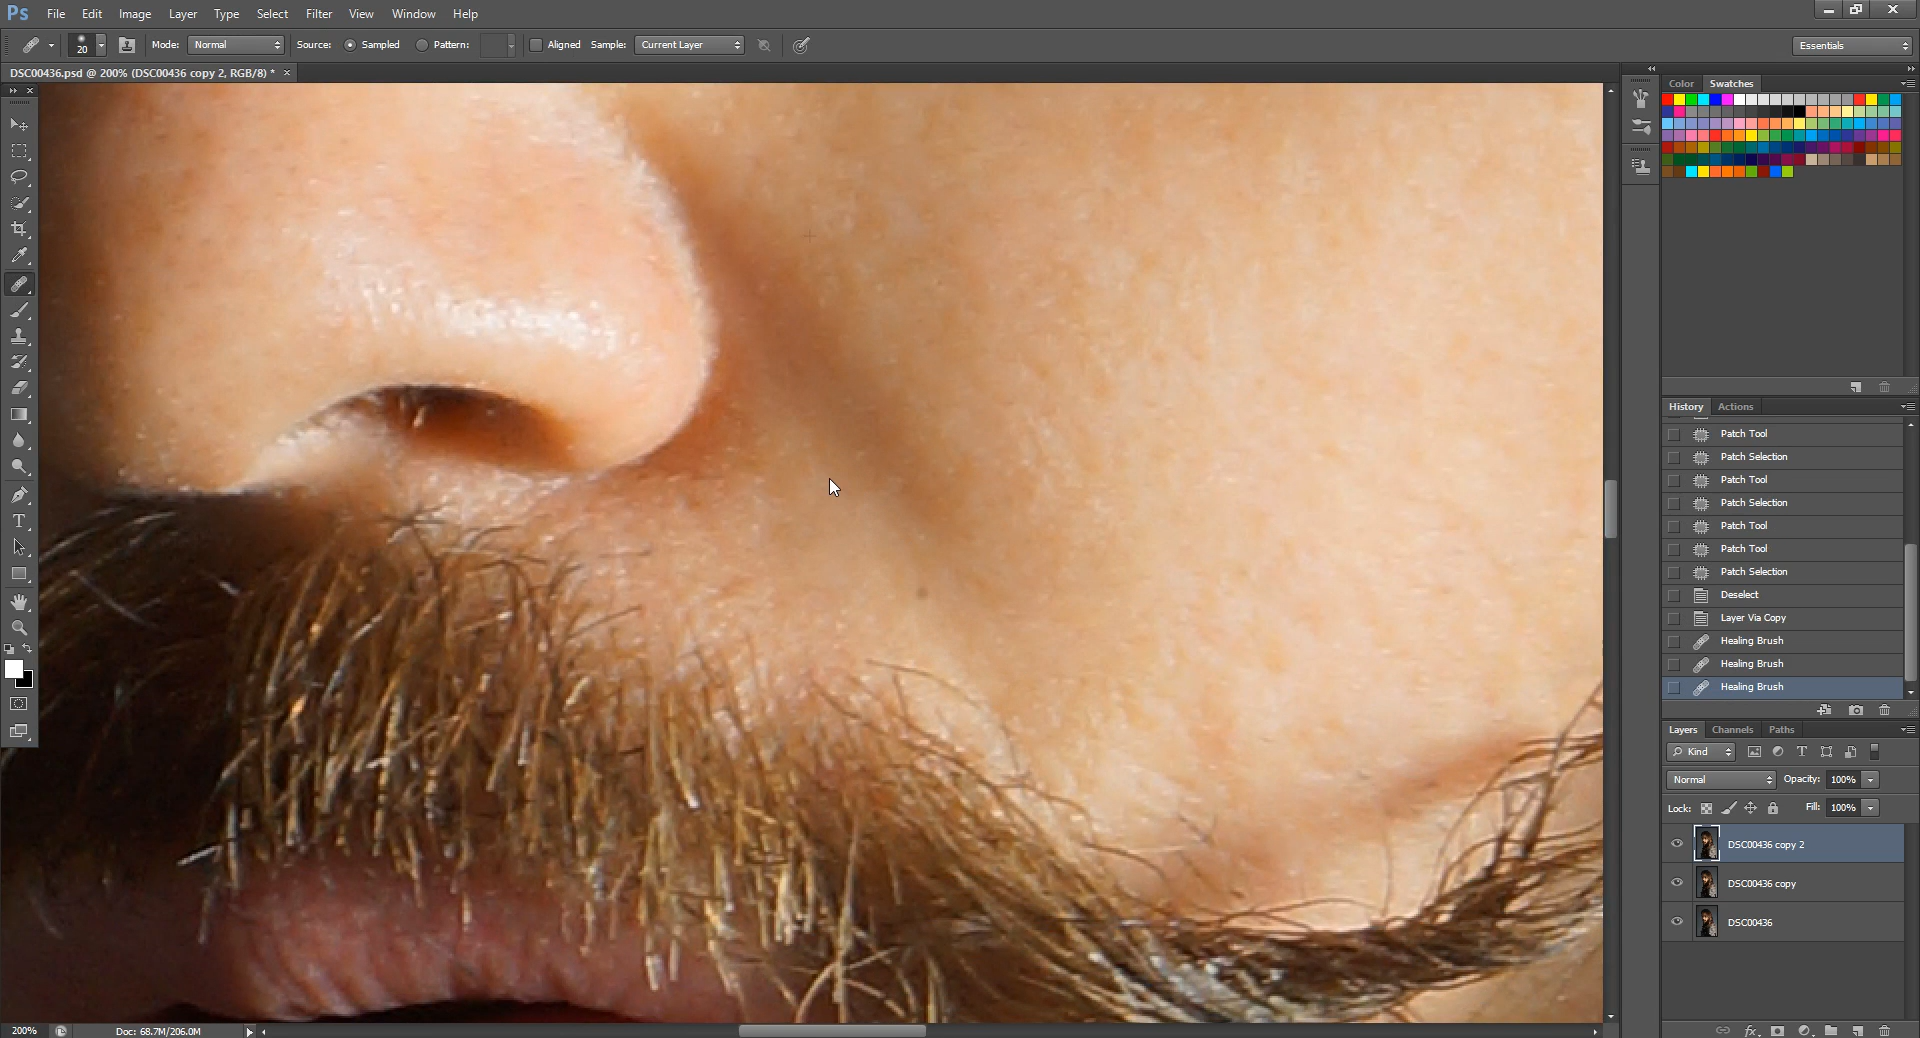 Ps File Edit Image Layer Type Select Filter View Window Help
20 Mode: Normal Source: Sampled Pattern: Aligned Sample: Current Layer Essentials
DSC00436.psd @ 200% (DSC00436 copy 2, RGB/8) * ×
Color Swatches
History Actions
Patch Tool
Patch Selection
Patch Tool
Patch Selection
Patch Tool
Patch Tool
Patch Selection
Deselect
Layer Via Copy
Healing Brush
Healing Brush
Healing Brush
Layers Channels Paths
Kind
Normal Opacity: 100%
Lock: Fill: 100%
DSC00436 copy 2
DSC00436 copy
DSC00436
200% Doc: 68.7M/206.0M